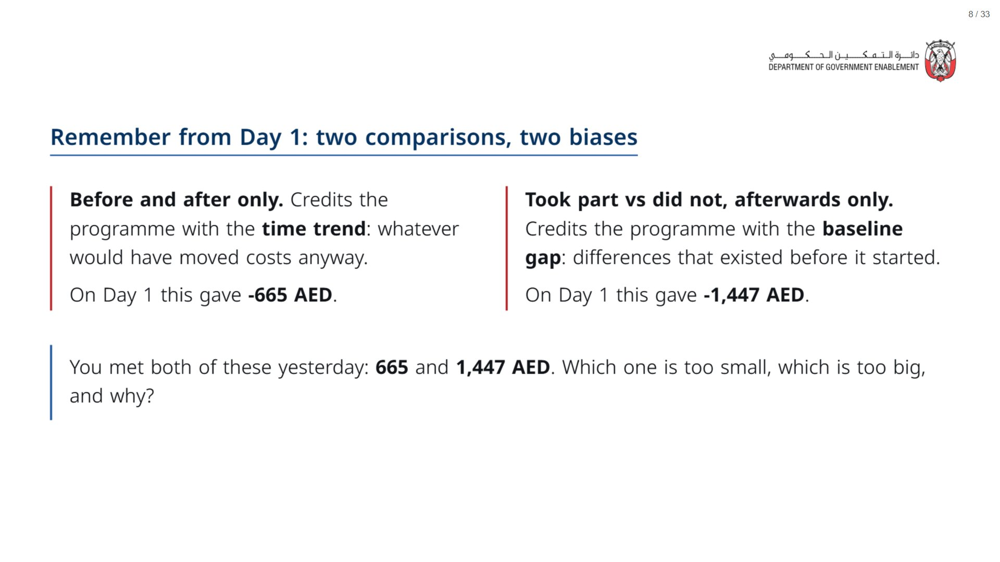 8 / 33
دائرة التمكين الحكومي
DEPARTMENT OF GOVERNMENT ENABLEMENT
Remember from Day 1: two comparisons, two biases
Before and after only. Credits the
programme with the time trend: whatever
would have moved costs anyway.
On Day 1 this gave -665 AED.
Took part vs did not, afterwards only.
Credits the programme with the baseline
gap: differences that existed before it started.
On Day 1 this gave -1,447 AED.
You met both of these yesterday: 665 and 1,447 AED. Which one is too small, which is too big,
and why?